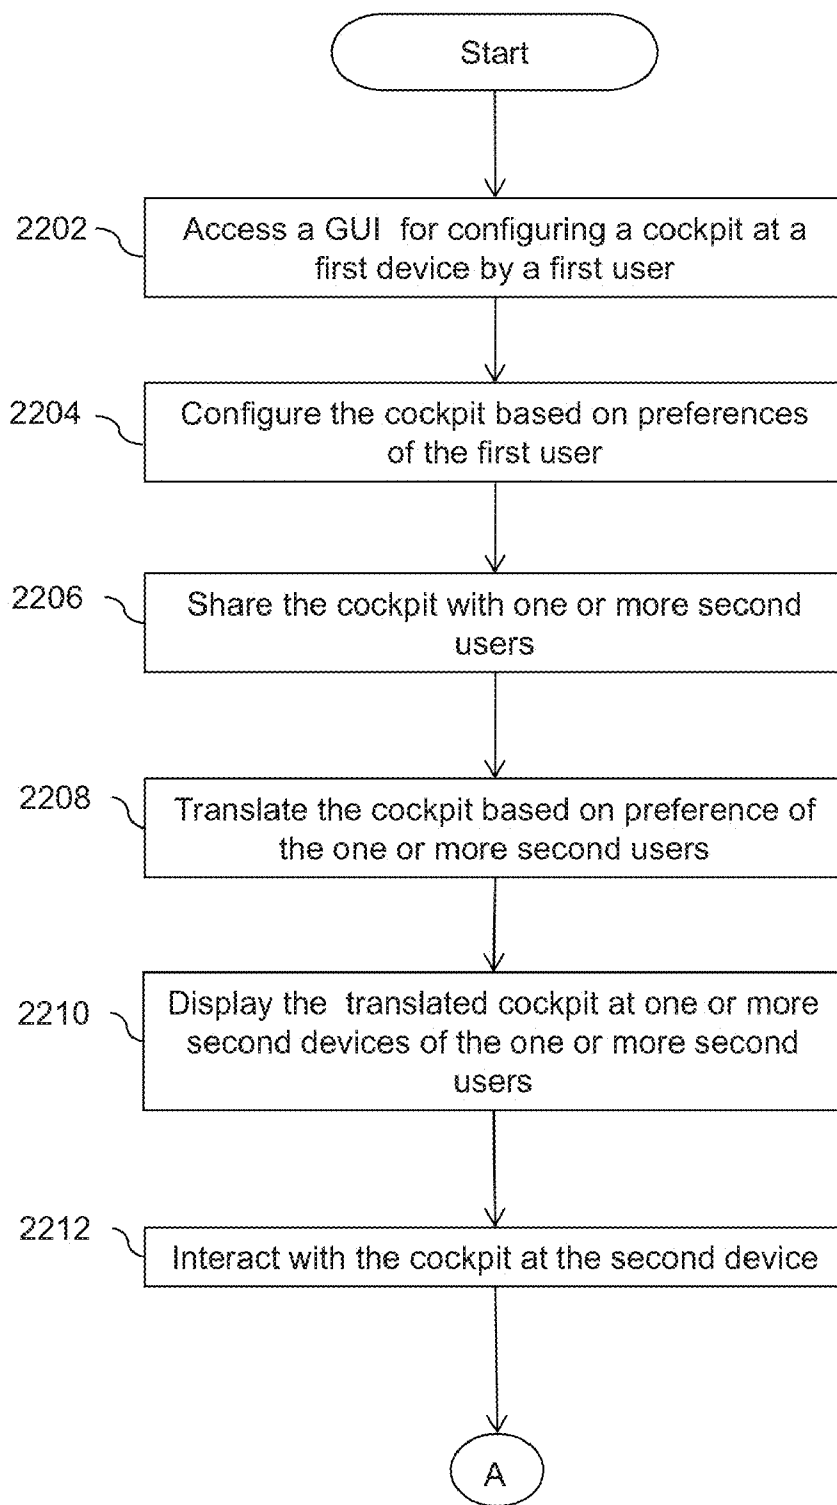 Start
2202
Access a GUI for configuring a cockpit at a
first device by a first user
2204
Configure the cockpit based on preferences
of the first user
2206
Share the cockpit with one or more second
users
2208
Translate the cockpit based on preference of
the one or more second users
2210
Display the translated cockpit at one or more
second devices of the one or more second
users
2212
Interact with the cockpit at the second device
A